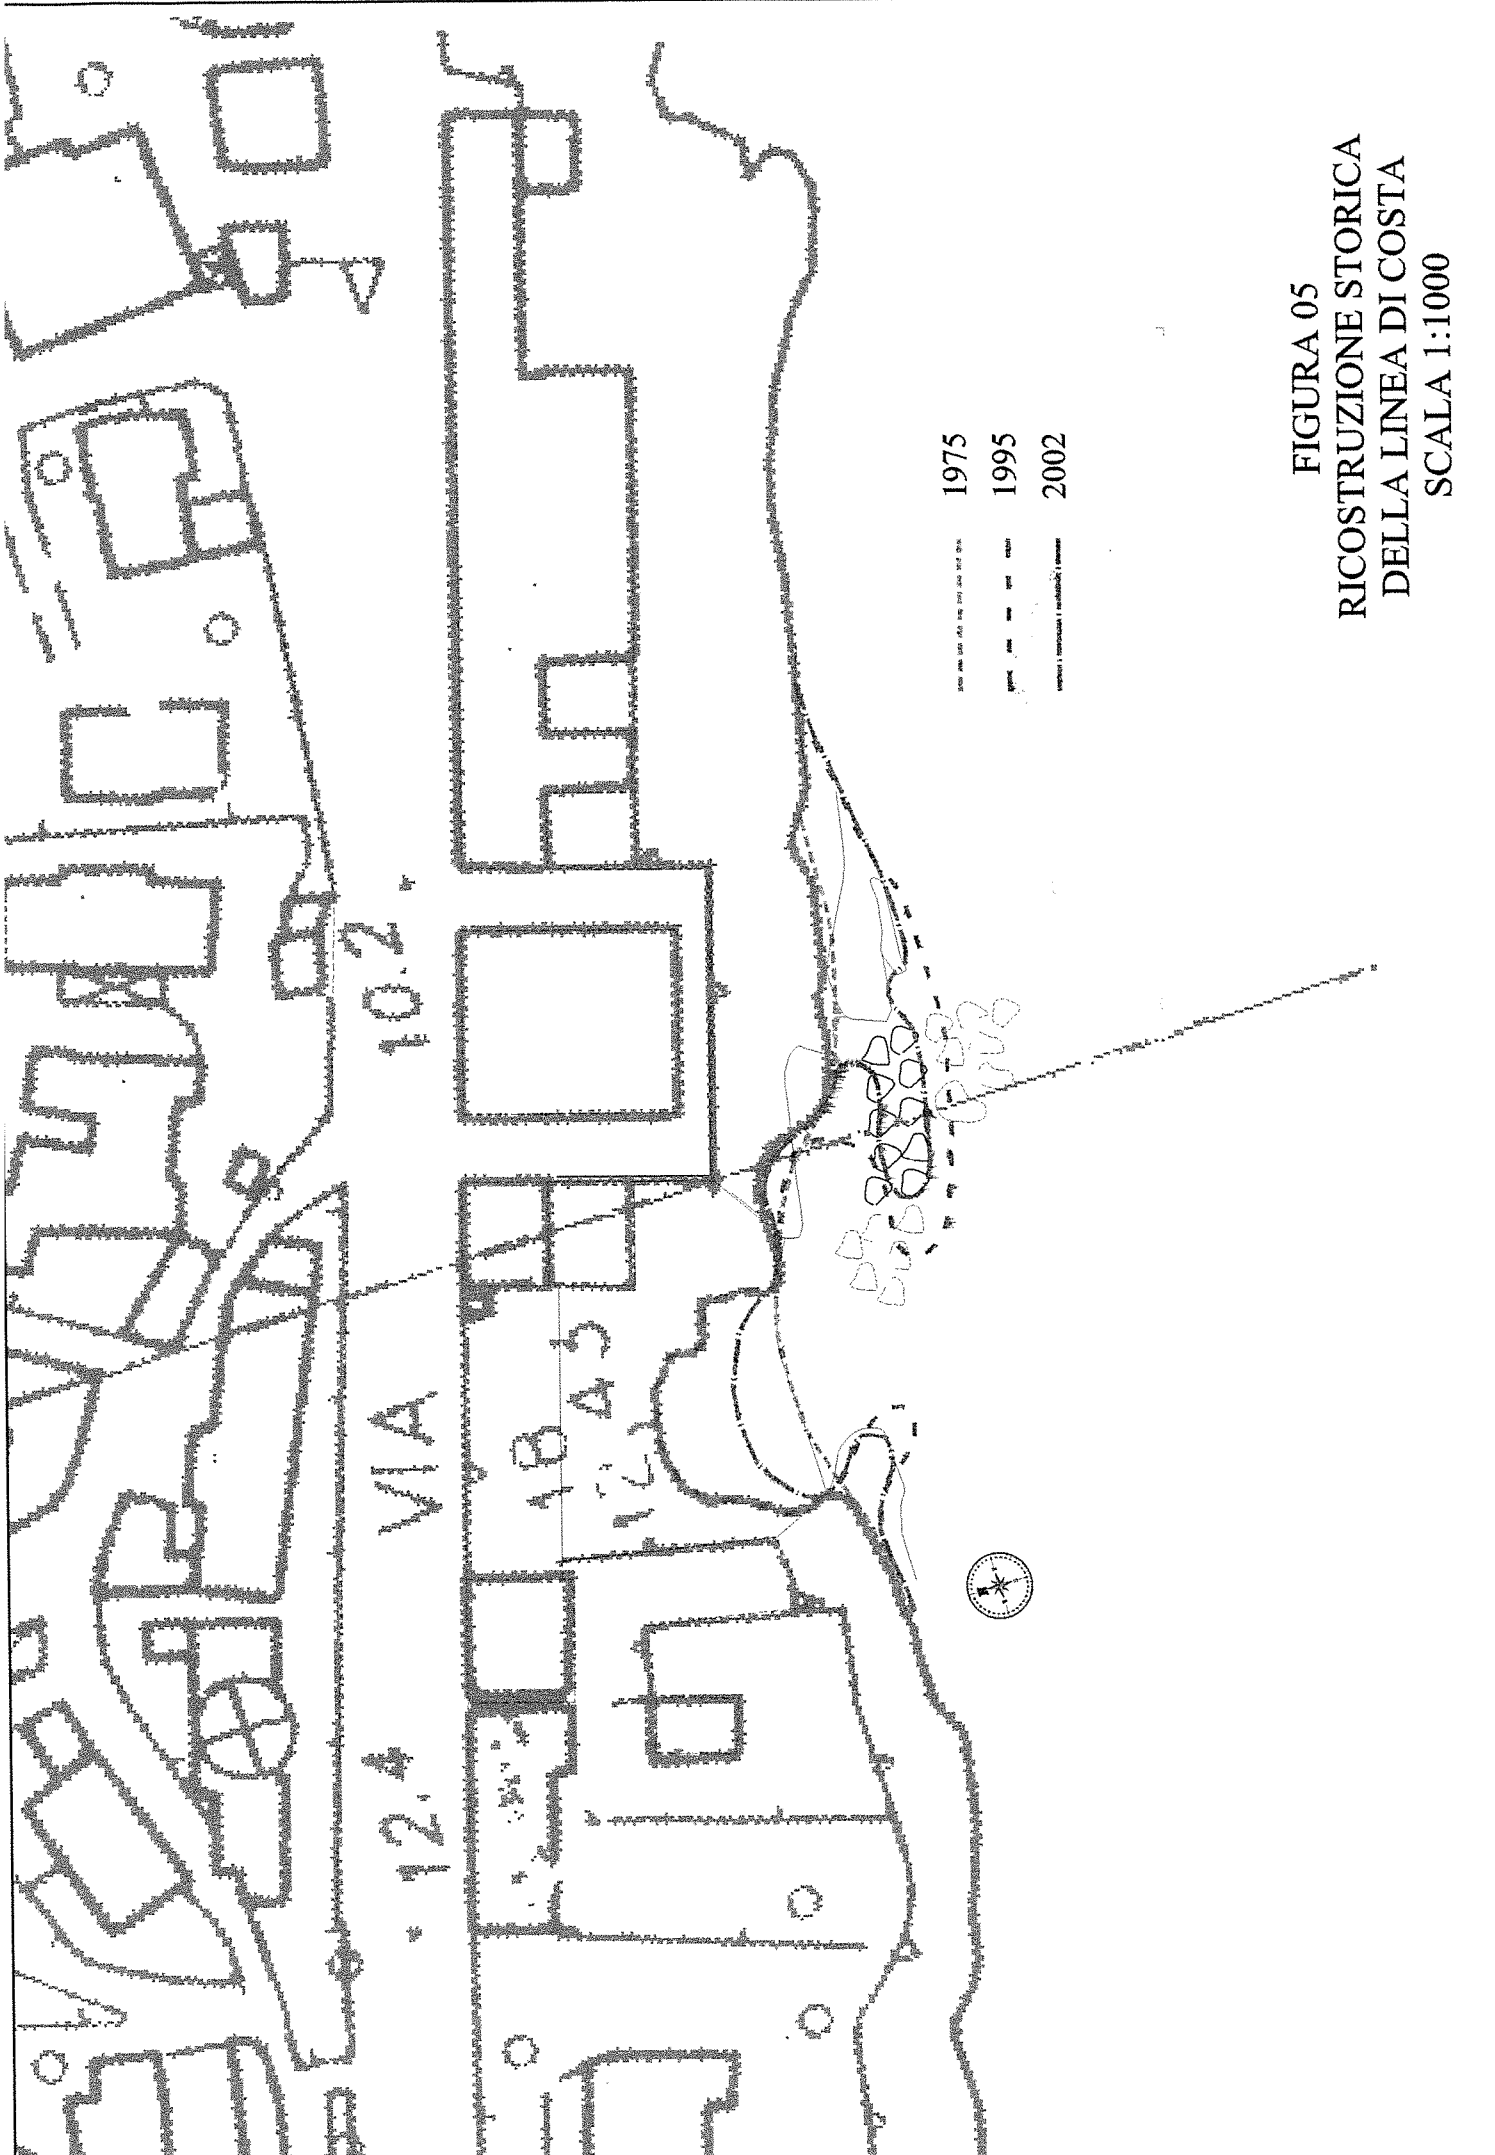 FIGURA 05
RICOSTRUZIONE STORICA
DELLA LINEA DI COSTA
SCALA 1:1000
1975
1995
2002
10.2
VIA
12.4